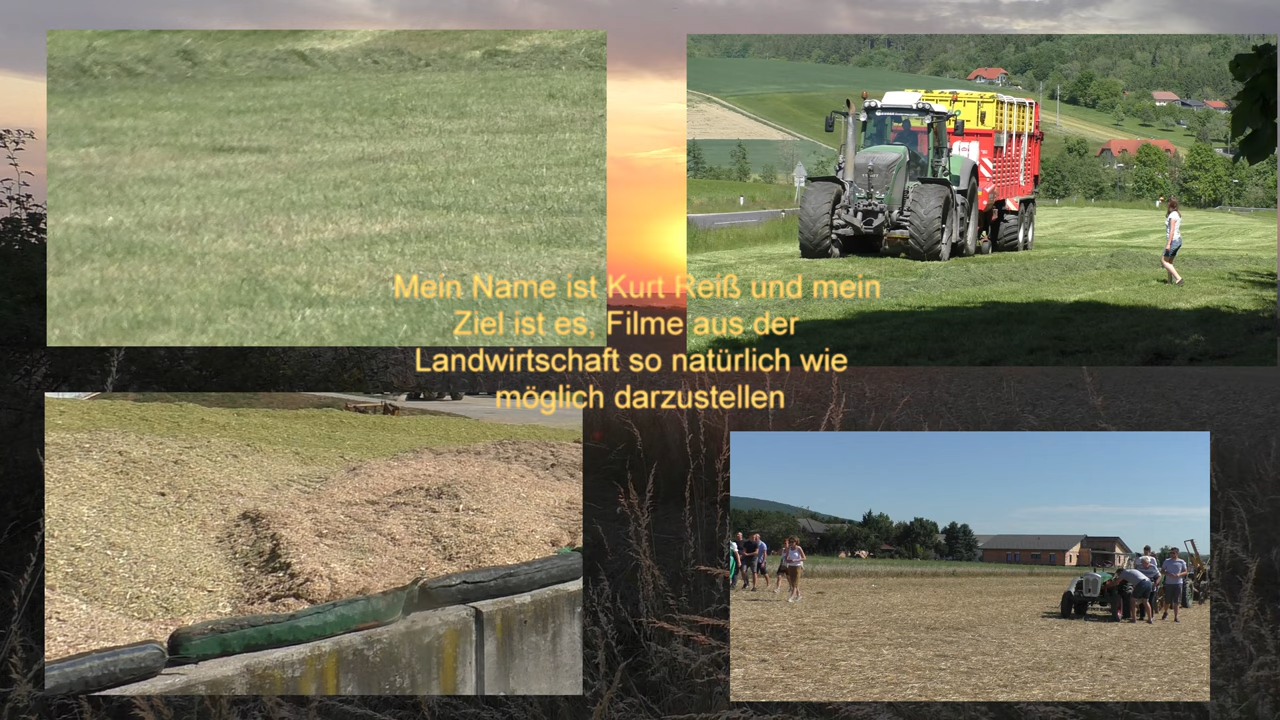 Mein Name ist Kurt Reiß und mein
Ziel ist es, Filme aus der
Landwirtschaft so natürlich wie
möglich darzustellen